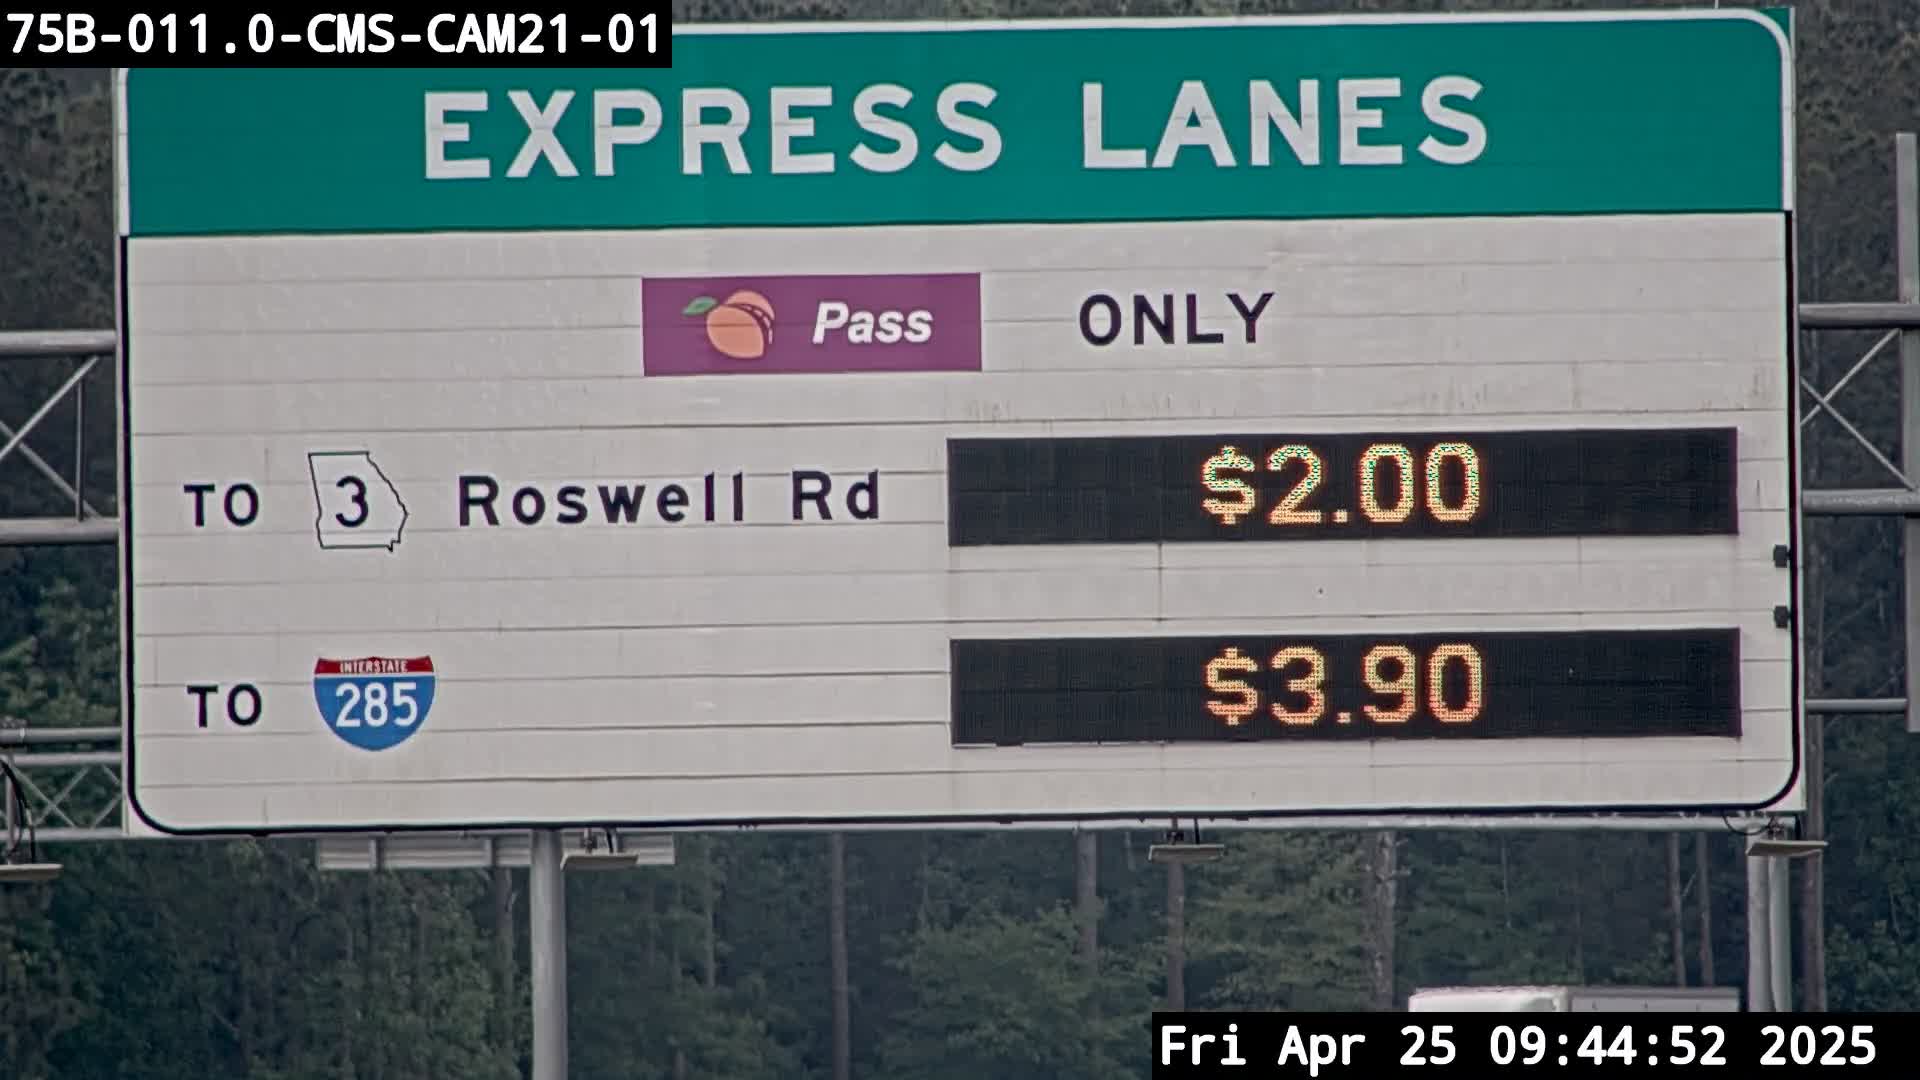 75B-011.0-CMS-CAM21-01
EXPRESS LANES
Pass ONLY
TO 3 Roswell Rd $2.00
INTERSTATE
TO 285 $3.90
Fri Apr 25 09:44:52 2025